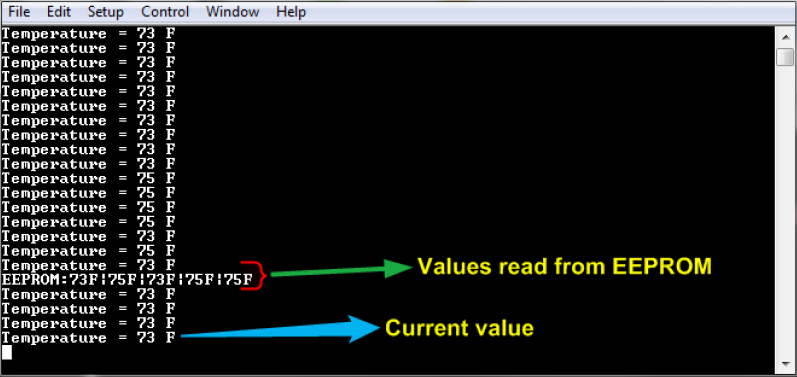 File Edit Setup Control Window Help
Temperature = 73 F
Temperature = 73 F
Temperature = 73 F
Temperature = 73 F
Temperature = 73 F
Temperature = 73 F
Temperature = 73 F
Temperature = 73 F
Temperature = 73 F
Temperature = 73 F
Temperature = 75 F
Temperature = 75 F
Temperature = 75 F
Temperature = 75 F
Temperature = 73 F
Temperature = 75 F
Temperature = 73 F
EEPROM:73F¦75F¦73F¦75F¦75F Values read from EEPROM
Temperature = 73 F
Temperature = 73 F
Temperature = 73 F
Temperature = 73 F Current value